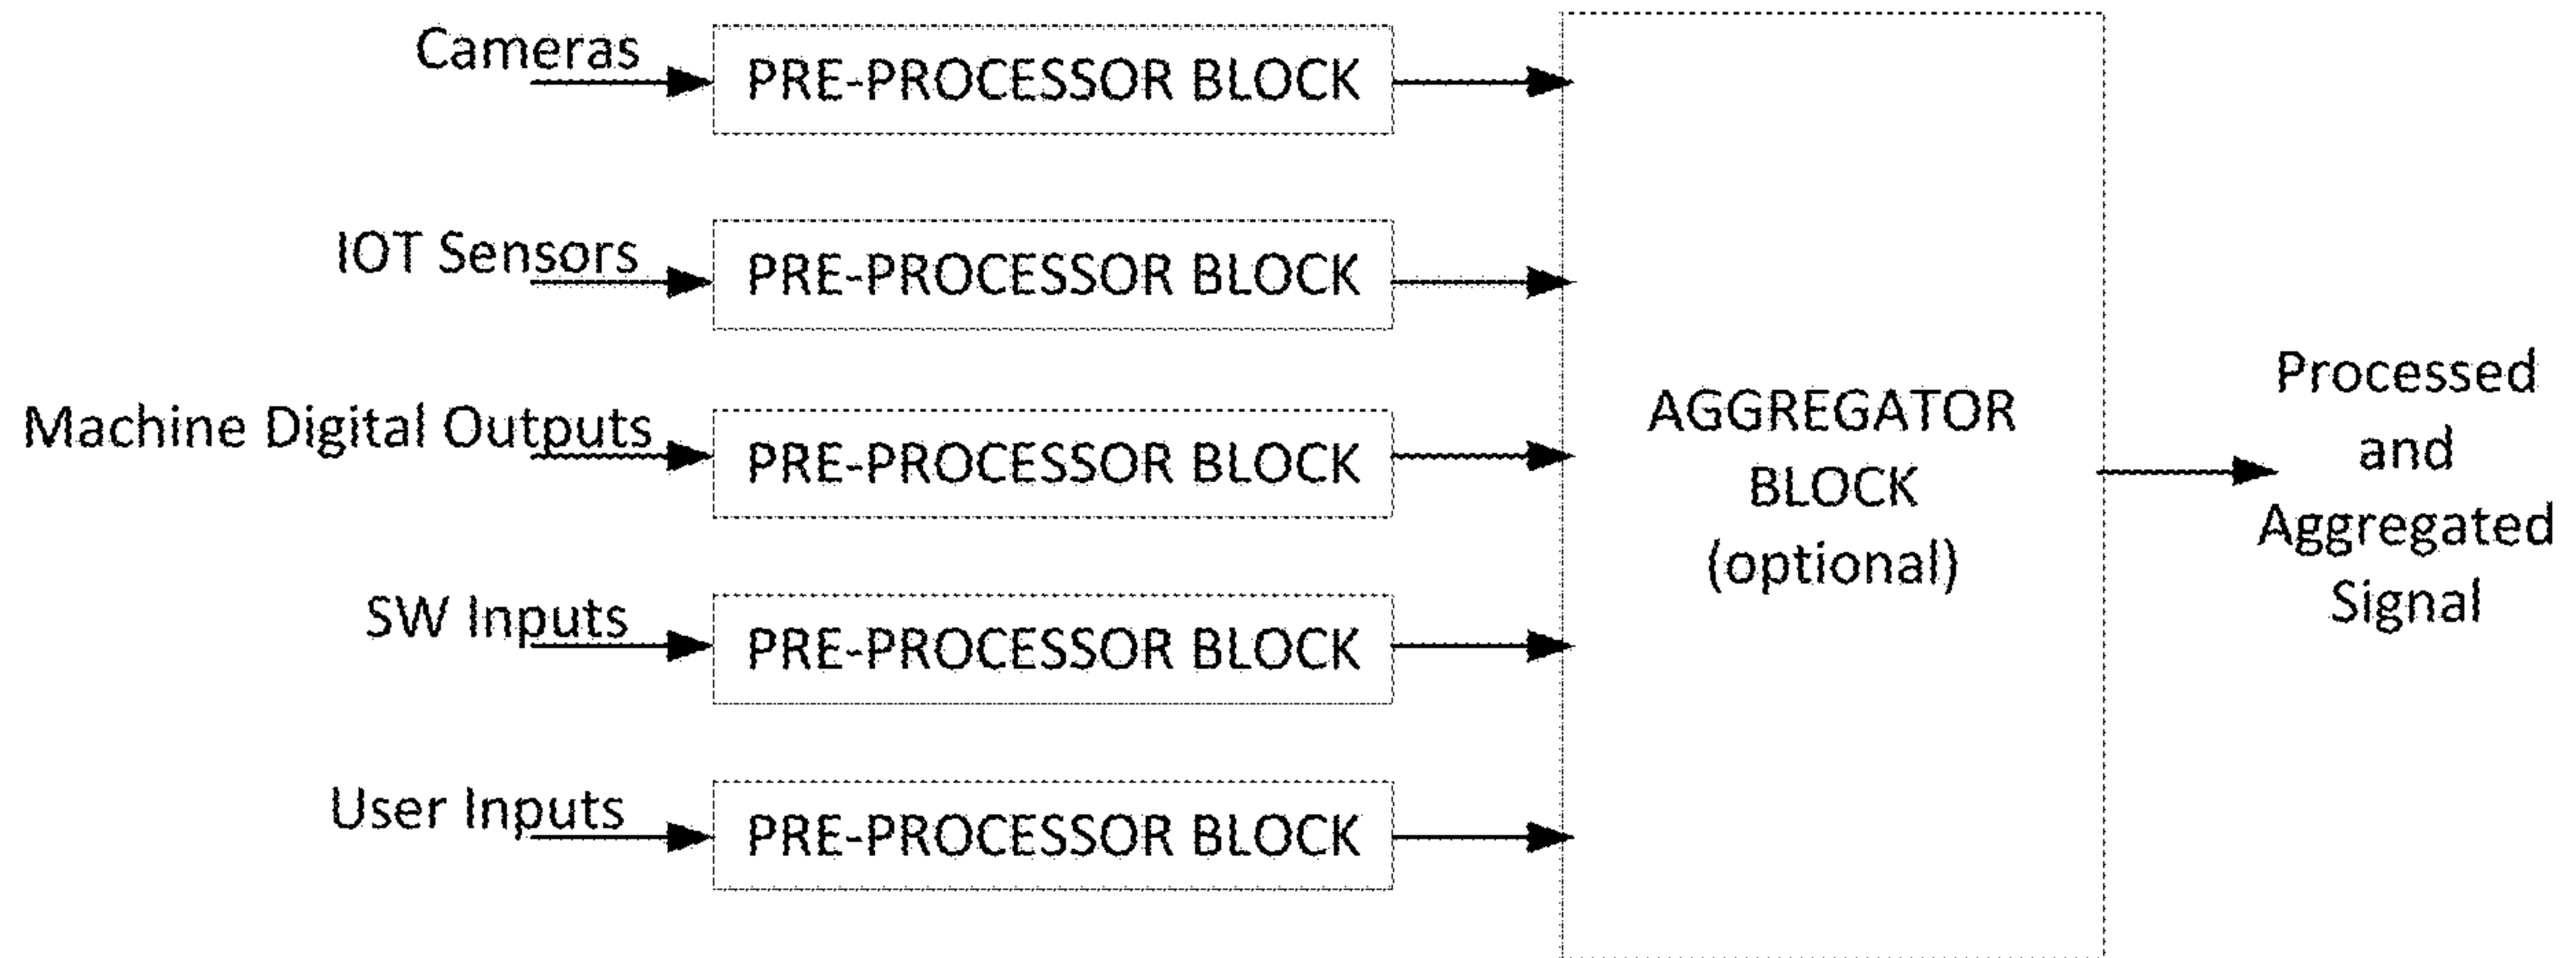 Cameras
PRE-PROCESSOR BLOCK
IOT Sensors
PRE-PROCESSOR BLOCK
Machine Digital Outputs
PRE-PROCESSOR BLOCK
SW Inputs
PRE-PROCESSOR BLOCK
User Inputs
PRE-PROCESSOR BLOCK
AGGREGATOR
BLOCK
(optional)
Processed
and
Aggregated
Signal